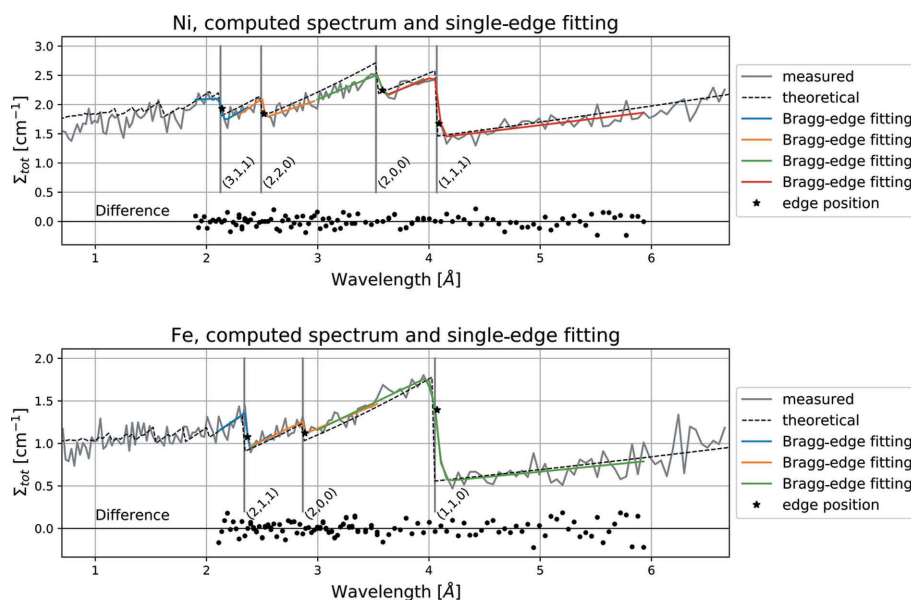 Ni, computed spectrum and single-edge fitting
3.0
2.5
2.0
1.5
1.0
0.5
0.0
Σtot [cm⁻¹]
(3,1,1)
(2,2,0)
(2,0,0)
(1,1,1)
Difference
1 2 3 4 5 6
Wavelength [Å]
measured
theoretical
Bragg-edge fitting
Bragg-edge fitting
Bragg-edge fitting
Bragg-edge fitting
edge position
Fe, computed spectrum and single-edge fitting
2.0
1.5
1.0
0.5
0.0
Σtot [cm⁻¹]
(2,1,1)
(2,0,0)
(1,1,0)
Difference
1 2 3 4 5 6
Wavelength [Å]
measured
theoretical
Bragg-edge fitting
Bragg-edge fitting
Bragg-edge fitting
edge position